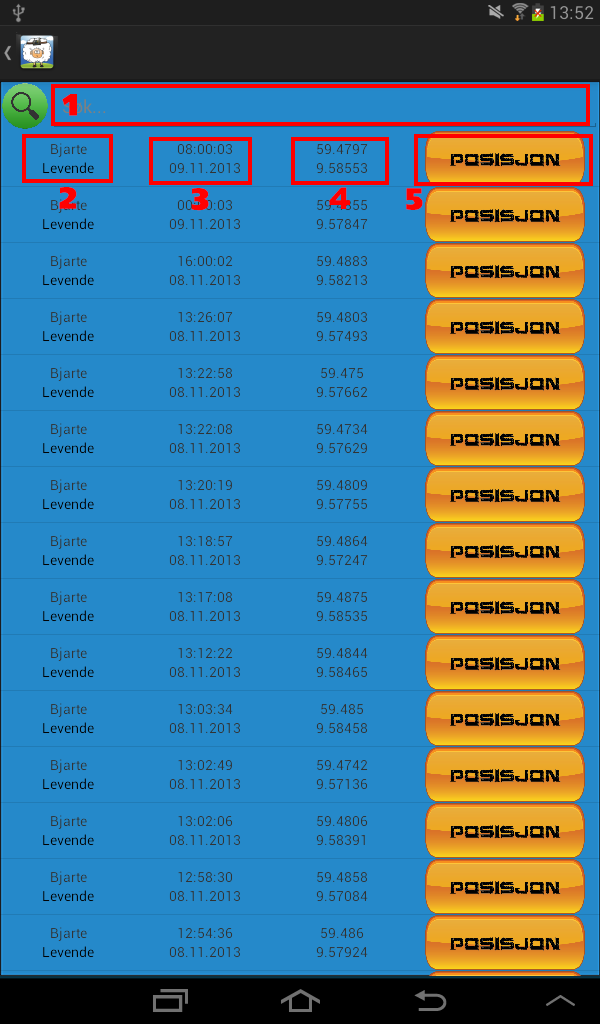 13:52
1 Søk...
Bjarte 08:00:03 59.4797 POSISJON
Levende 09.11.2013 9.58553
2 3 4 5
Bjarte 00:00:03 59.4855 POSISJON
Levende 09.11.2013 9.57847
Bjarte 16:00:02 59.4883 POSISJON
Levende 08.11.2013 9.58213
Bjarte 13:26:07 59.4803 POSISJON
Levende 08.11.2013 9.57493
Bjarte 13:22:58 59.475 POSISJON
Levende 08.11.2013 9.57662
Bjarte 13:22:08 59.4734 POSISJON
Levende 08.11.2013 9.57629
Bjarte 13:20:19 59.4809 POSISJON
Levende 08.11.2013 9.57755
Bjarte 13:18:57 59.4864 POSISJON
Levende 08.11.2013 9.57247
Bjarte 13:17:08 59.4875 POSISJON
Levende 08.11.2013 9.58535
Bjarte 13:12:22 59.4844 POSISJON
Levende 08.11.2013 9.58465
Bjarte 13:03:34 59.485 POSISJON
Levende 08.11.2013 9.58458
Bjarte 13:02:49 59.4742 POSISJON
Levende 08.11.2013 9.57136
Bjarte 13:02:06 59.4806 POSISJON
Levende 08.11.2013 9.58391
Bjarte 12:58:30 59.4858 POSISJON
Levende 08.11.2013 9.57084
Bjarte 12:54:36 59.486 POSISJON
Levende 08.11.2013 9.57924